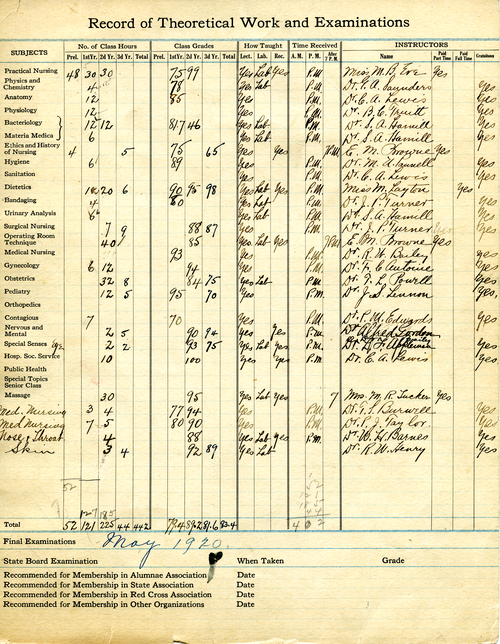 Record of Theoretical Work and Examinations
SUBJECTS No. of Class Hours Class Grades How Taught Time Received INSTRUCTORS
Prel. 1st Yr. 2d Yr. 3d Yr. Total Prel. 1st Yr. 2d Yr. 3d Yr. Total Lect. Lab. Rec. A. M. P. M. After 7 P. M. Name Paid Part Time Paid Full Time Gratuitous
Practical Nursing 48 30 30 75 99 Yes Lab Yes P.M. Miss M. B. Eve Yes
Physics and
Chemistry 4 78 Yes Lab P.M. Dr. G. A. Saunders Yes
Anatomy 12 85 Yes P.M. Dr. E. A. Lewis Yes
Physiology 12 Yes P.M. Dr. B. C. Yes
Bacteriology 12 12 81.7 46 Yes Lab P.M. Dr. S. A. Yes
Materia Medica 6 Yes Lab P.M. Dr. S. A. Yes
Ethics and History
of Nursing 4 5 75 65 Yes Yes E. M. Browne Yes
Hygiene 6 89 Yes P.M. Dr. M. Yes
Sanitation Yes P.M. Dr. E. A. Lewis Yes
Dietetics 20 6 90 95 98 Yes Lab Yes P.M. Miss M. Layton Yes
Bandaging 4 80 Yes Lab P.M. Dr. J. P. Turner Yes
Urinary Analysis 6 Yes Lab P.M. Dr. S. A. Yes
Surgical Nursing 7 9 88 87 Yes P.M. Dr. J. P. Turner Yes
Operating Room
Technique 40 85 Yes Lab Yes E. M. Browne Yes
Medical Nursing 93 Yes P.M. Dr. R. W. Bailey Yes
Gynecology 6 12 94 Yes P.M. Dr. Antoine Yes
Obstetrics 32 8 84 75 Yes Lab P.M. Dr. Powell Yes
Pediatry 12 5 95 70 Yes P.M. Dr. Jno. Lennon Yes
Orthopedics
Contagious 7 70 Yes P.M. Dr. P. M. Edwards Yes
Nervous and
Mental 2 5 90 94 Yes Yes P.M. Dr. Alfred Gordon Yes
Special Senses Eye 2 2 93 75 Yes Lab Yes P.M. Dr. Yes
Hosp. Soc. Service 10 100 Yes Yes P.M. Dr. E. A. Lewis Yes
Public Health
Special Topics
Senior Class
Massage 30 95 Yes Lab Yes 7 Mrs. M. R. Tucker Yes
Med. Nursing 3 4 77 94 Yes P.M. Dr. T. S. Burwell Yes
Med Nursing 7 5 80 90 Yes P.M. Dr. P. J. Taylor Yes
Nose & Throat 4 88 Yes Lab Yes P.M. Dr. W. H. Barnes Yes
Skin 3 4 92 89 Yes Lab Dr. R. W. Henry Yes
52
127 185
Total 52 121 225 44 442 4 0 2
Final Examinations May 1920.
State Board Examination When Taken Grade
Recommended for Membership in Alumnae Association Date
Recommended for Membership in State Association Date
Recommended for Membership in Red Cross Association Date
Recommended for Membership in Other Organizations Date